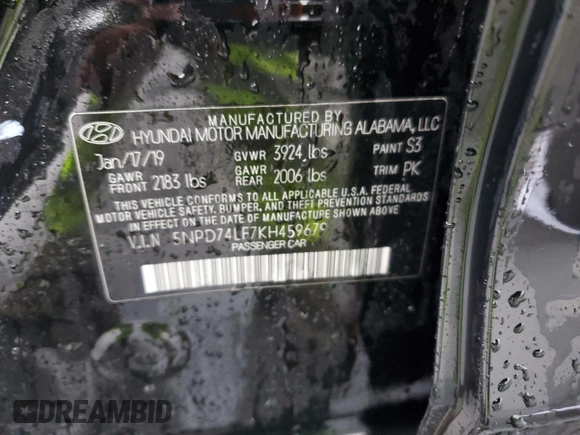 MANUFACTURED BY
HYUNDAI MOTOR MANUFACTURING ALABAMA, LLC
Jan/17/19 GVWR 3924 lbs PAINT S3
GAWR FRONT 2183 lbs GAWR REAR 2006 lbs TRIM PK
THIS VEHICLE CONFORMS TO ALL APPLICABLE U.S.A. FEDERAL
MOTOR VEHICLE SAFETY, BUMPER, AND THEFT PREVENTION STANDARDS
IN EFFECT ON THE DATE OF MANUFACTURE SHOWN ABOVE.
V.I.N 5NPD74LF7KH459679
PASSENGER CAR
DREAMBID